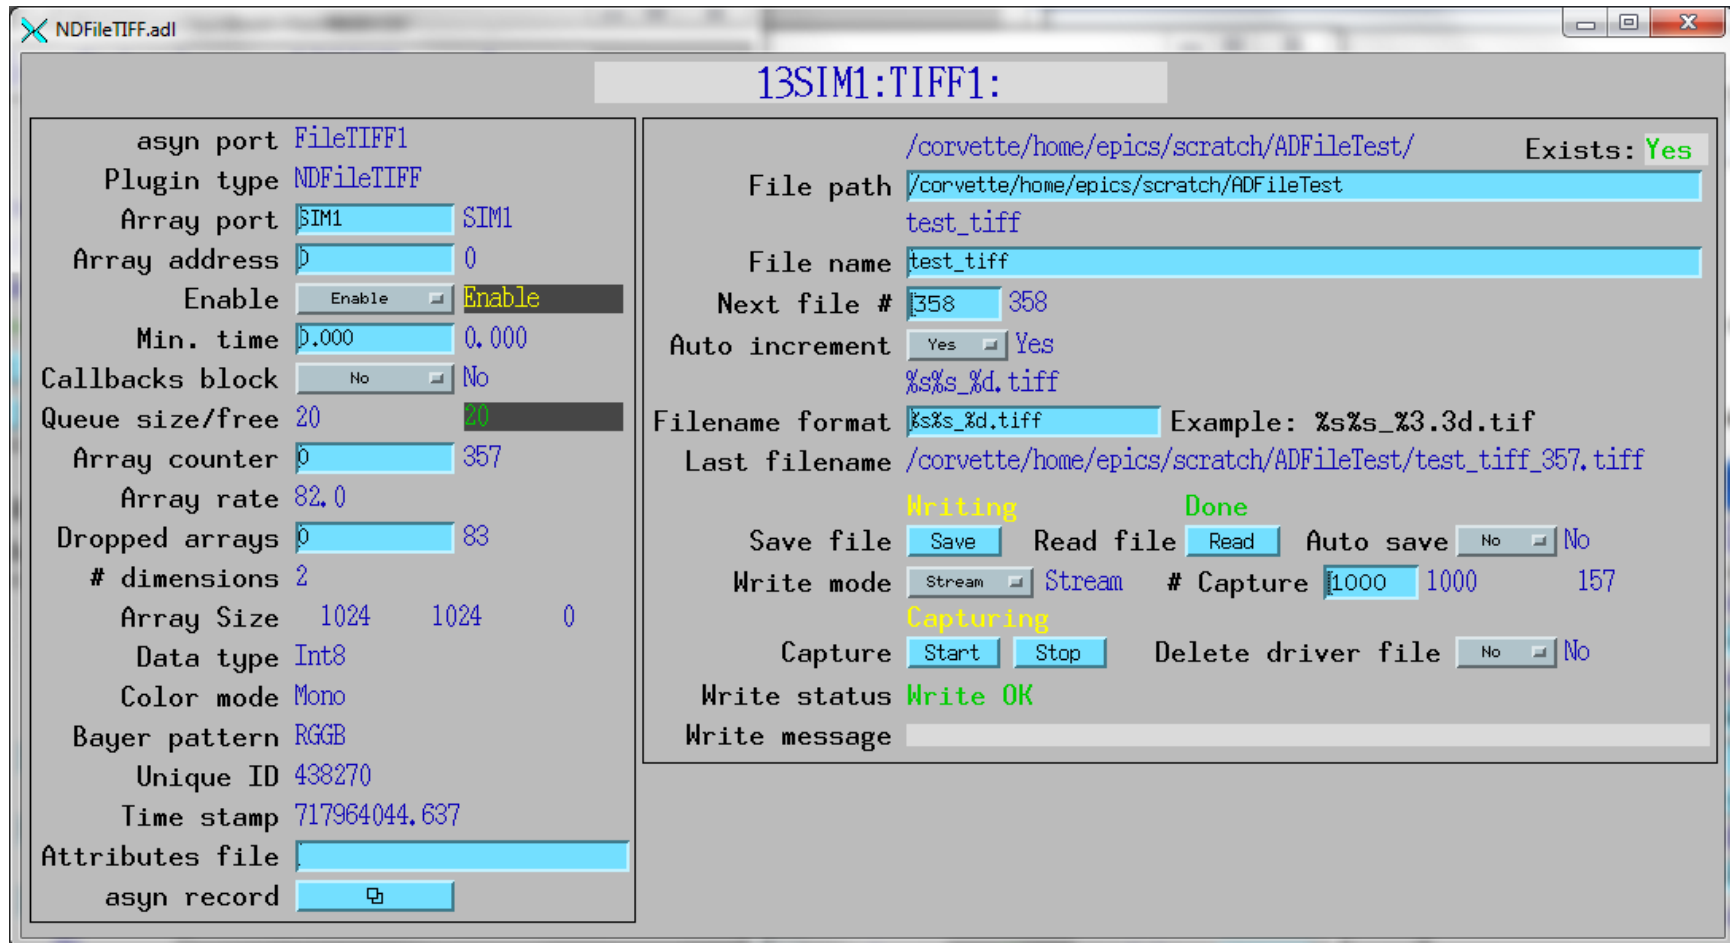 NDFileTIFF.adl
13SIM1:TIFF1:
asyn port FileTIFF1
Plugin type NDFileTIFF
Array port SIM1 SIM1
Array address 0 0
Enable Enable Enable
Min. time 0.000 0.000
Callbacks block No No
Queue size/free 20 20
Array counter 0 357
Array rate 82.0
Dropped arrays 0 83
# dimensions 2
Array Size 1024 1024 0
Data type Int8
Color mode Mono
Bayer pattern RGGB
Unique ID 438270
Time stamp 717964044.637
Attributes file
asyn record
/corvette/home/epics/scratch/ADFileTest/ Exists: Yes
File path /corvette/home/epics/scratch/ADFileTest
test_tiff
File name test_tiff
Next file # 358 358
Auto increment Yes Yes
%s%s_%d.tiff
Filename format %s%s_%d.tiff Example: %s%s_%3.3d.tif
Last filename /corvette/home/epics/scratch/ADFileTest/test_tiff_357.tiff
Writing Done
Save file Save Read file Read Auto save No No
Write mode Stream Stream # Capture 1000 1000 157
Capturing
Capture Start Stop Delete driver file No No
Write status Write OK
Write message